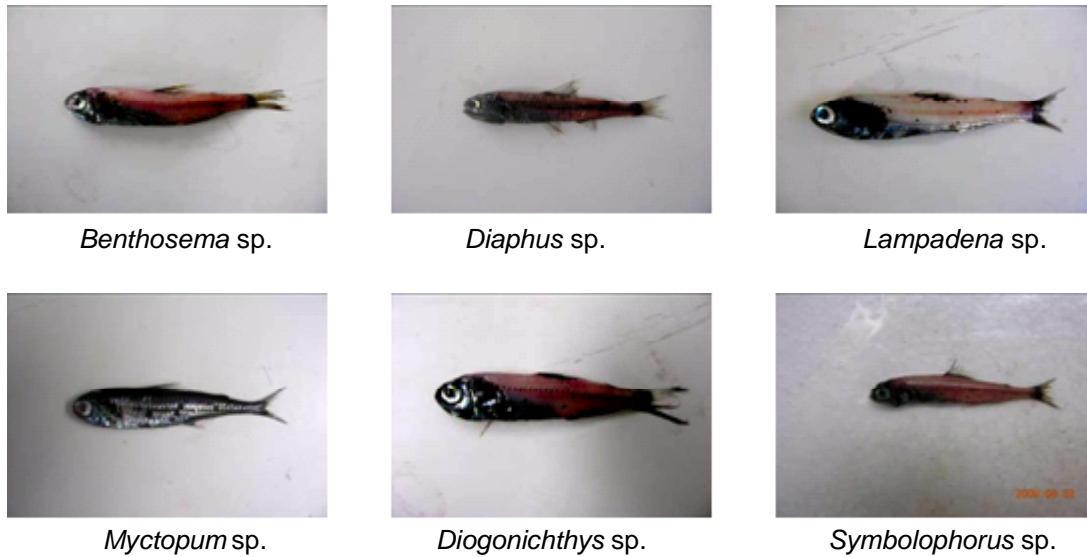 Benthosema sp.
Diaphus sp.
Lampadena sp.
Myctopum sp.
Diogonichthys sp.
Symbolophorus sp.